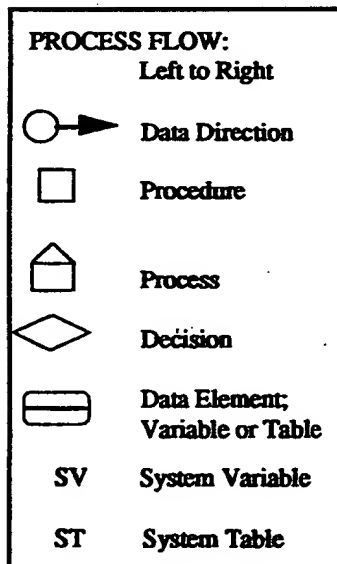 PROCESS FLOW:
Left to Right
Data Direction
Procedure
Process
Decision
Data Element;
Variable or Table
SV System Variable
ST System Table